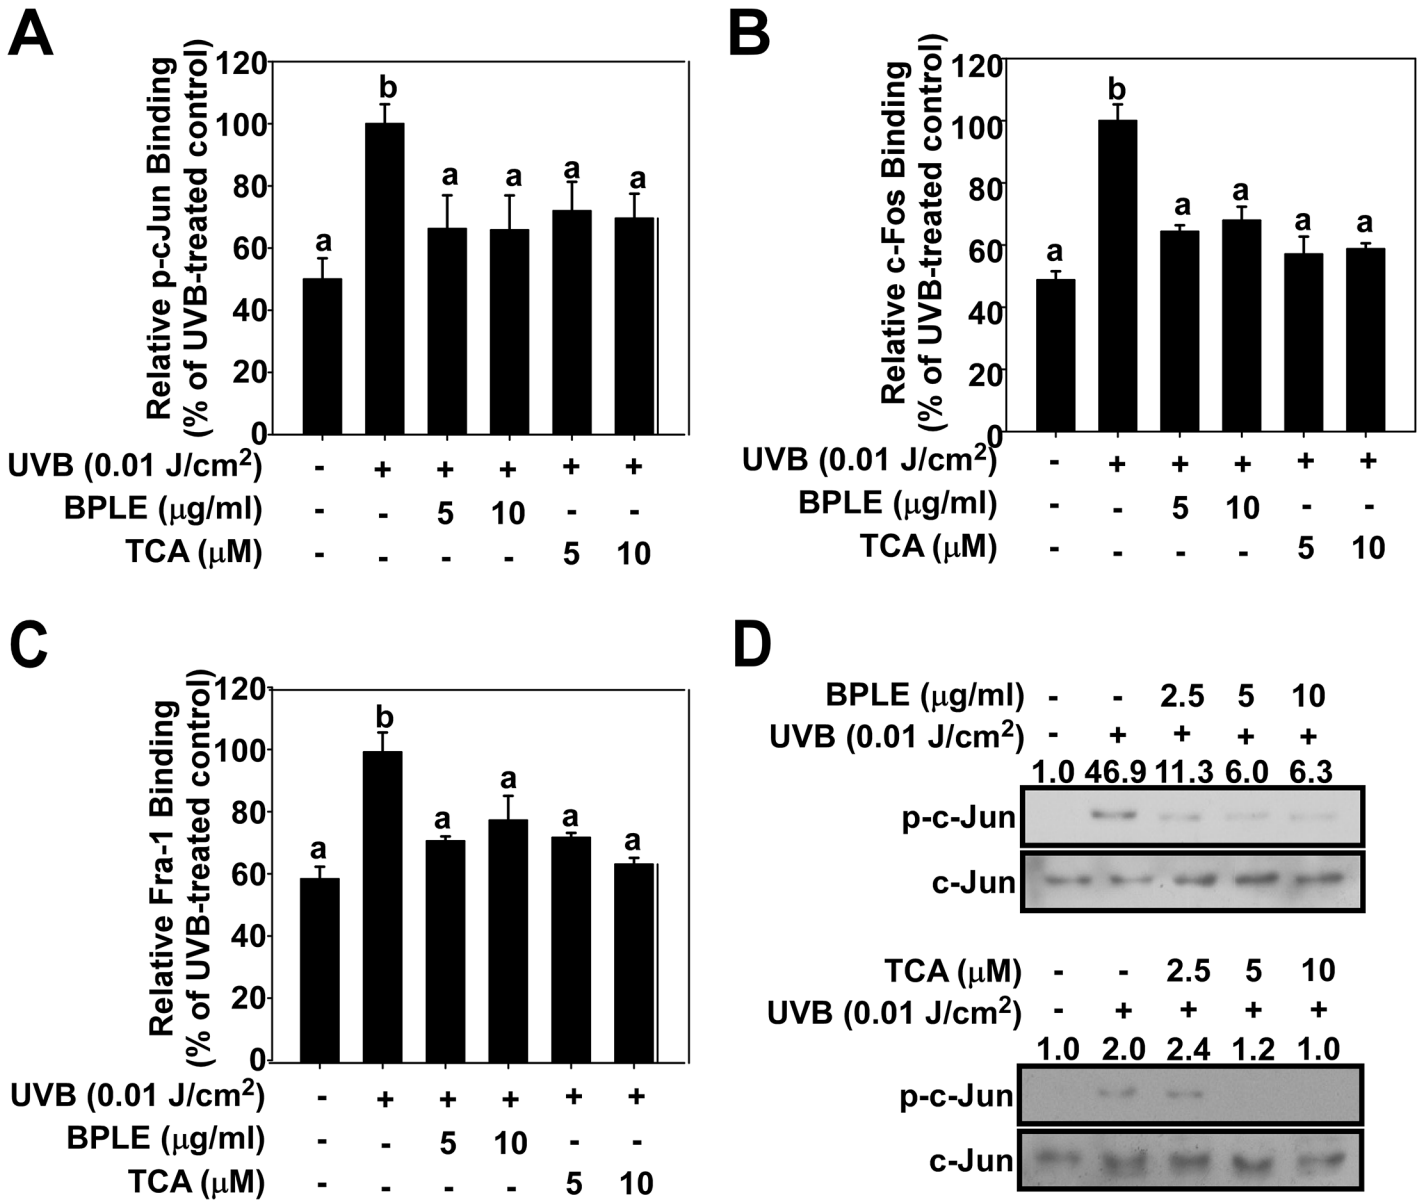 A
Relative p-cJun Binding
(% of UVB-treated control)
120
100
80
60
40
20
0
a b a a a a
UVB (0.01 J/cm2) - + + + + +
BPLE (μg/ml) - - 5 10 - -
TCA (μM) - - - - 5 10
B
Relative c-Fos Binding
(% of UVB-treated control)
120
100
80
60
40
20
0
a b a a a a
UVB (0.01 J/cm2) - + + + + +
BPLE (μg/ml) - - 5 10 - -
TCA (μM) - - - - 5 10
C
Relative Fra-1 Binding
(% of UVB-treated control)
120
100
80
60
40
20
0
a b a a a a
UVB (0.01 J/cm2) - + + + + +
BPLE (μg/ml) - - 5 10 - -
TCA (μM) - - - - 5 10
D
BPLE (μg/ml) - - 2.5 5 10
UVB (0.01 J/cm2) - + + + +
1.0 46.9 11.3 6.0 6.3
p-c-Jun
c-Jun
TCA (μM) - - 2.5 5 10
UVB (0.01 J/cm2) - + + + +
1.0 2.0 2.4 1.2 1.0
p-c-Jun
c-Jun